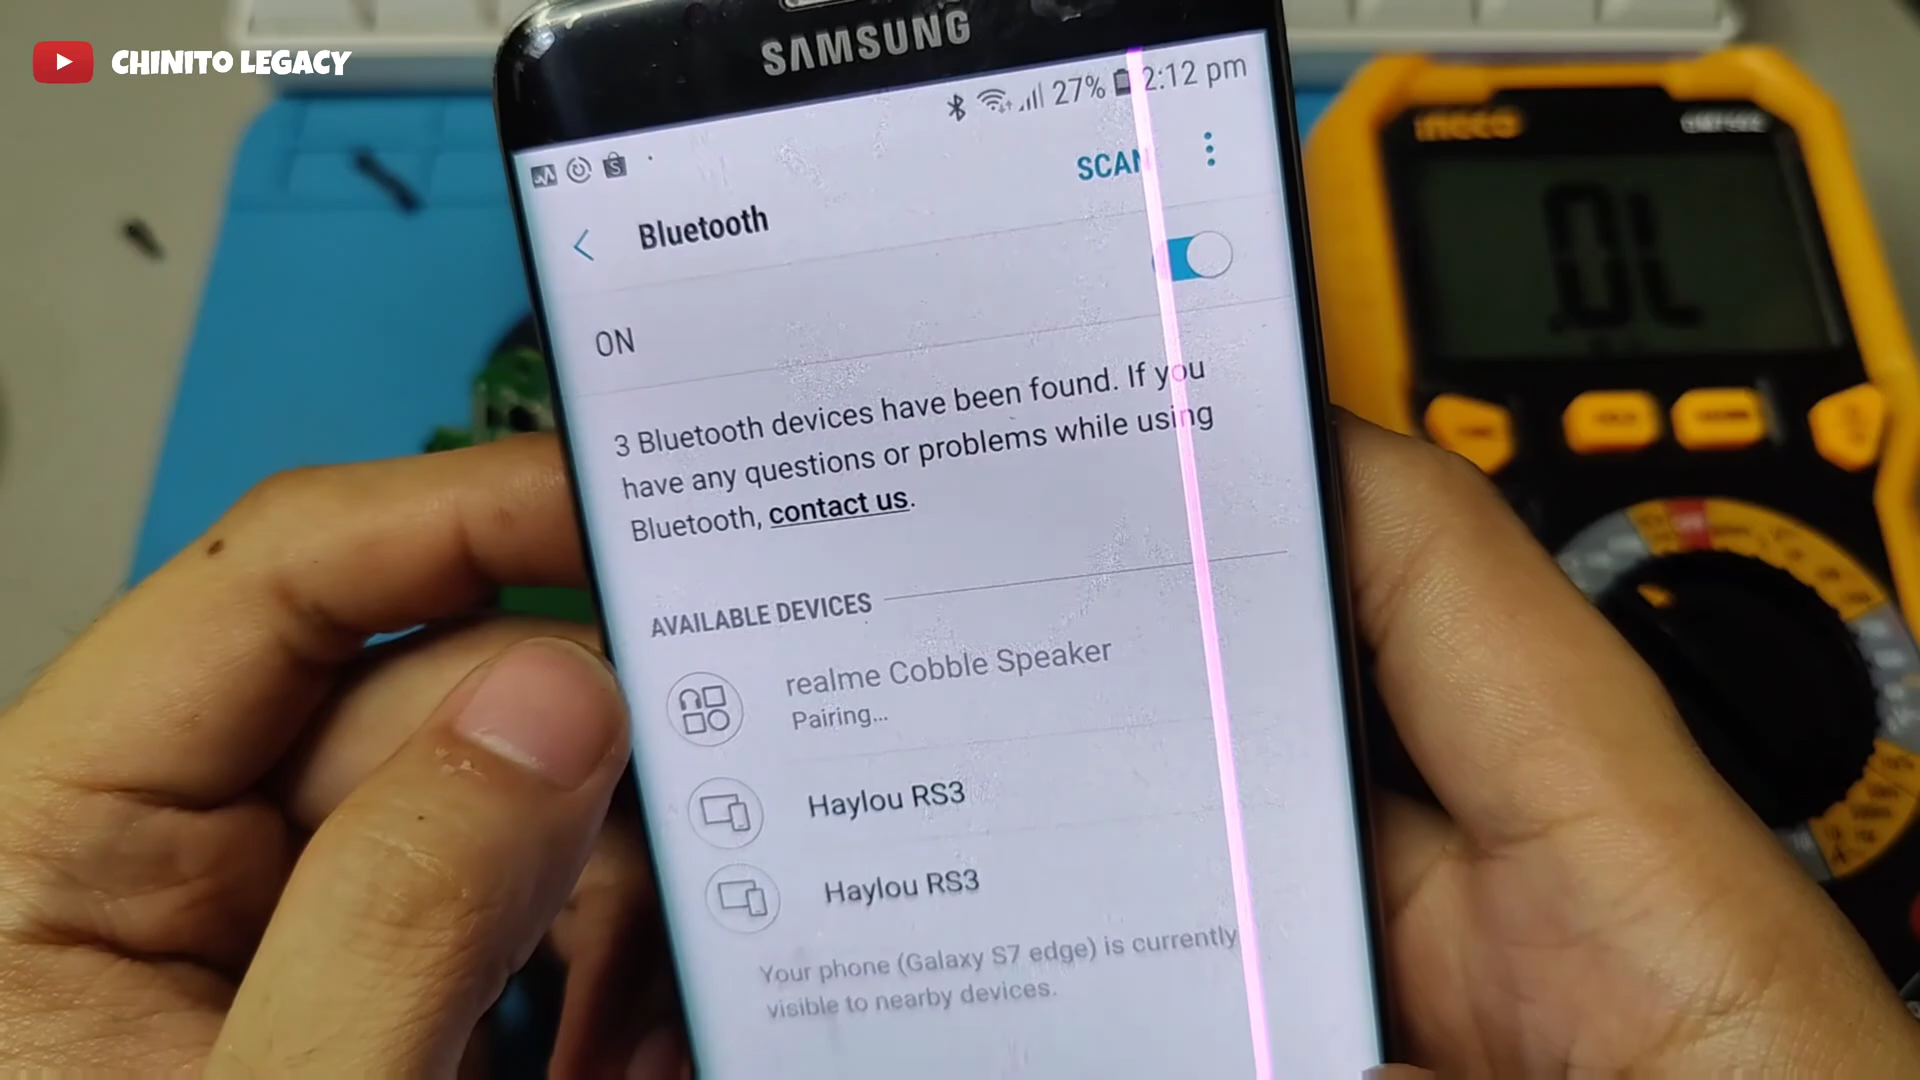 CHINITO LEGACY
SAMSUNG
27% 2:12 pm
SCAN
Bluetooth
ON
3 Bluetooth devices have been found. If you
have any questions or problems while using
Bluetooth, contact us.
AVAILABLE DEVICES
realme Cobble Speaker
Pairing...
Haylou RS3
Haylou RS3
Your phone (Galaxy S7 edge) is currently
visible to nearby devices.
INGCO
0L